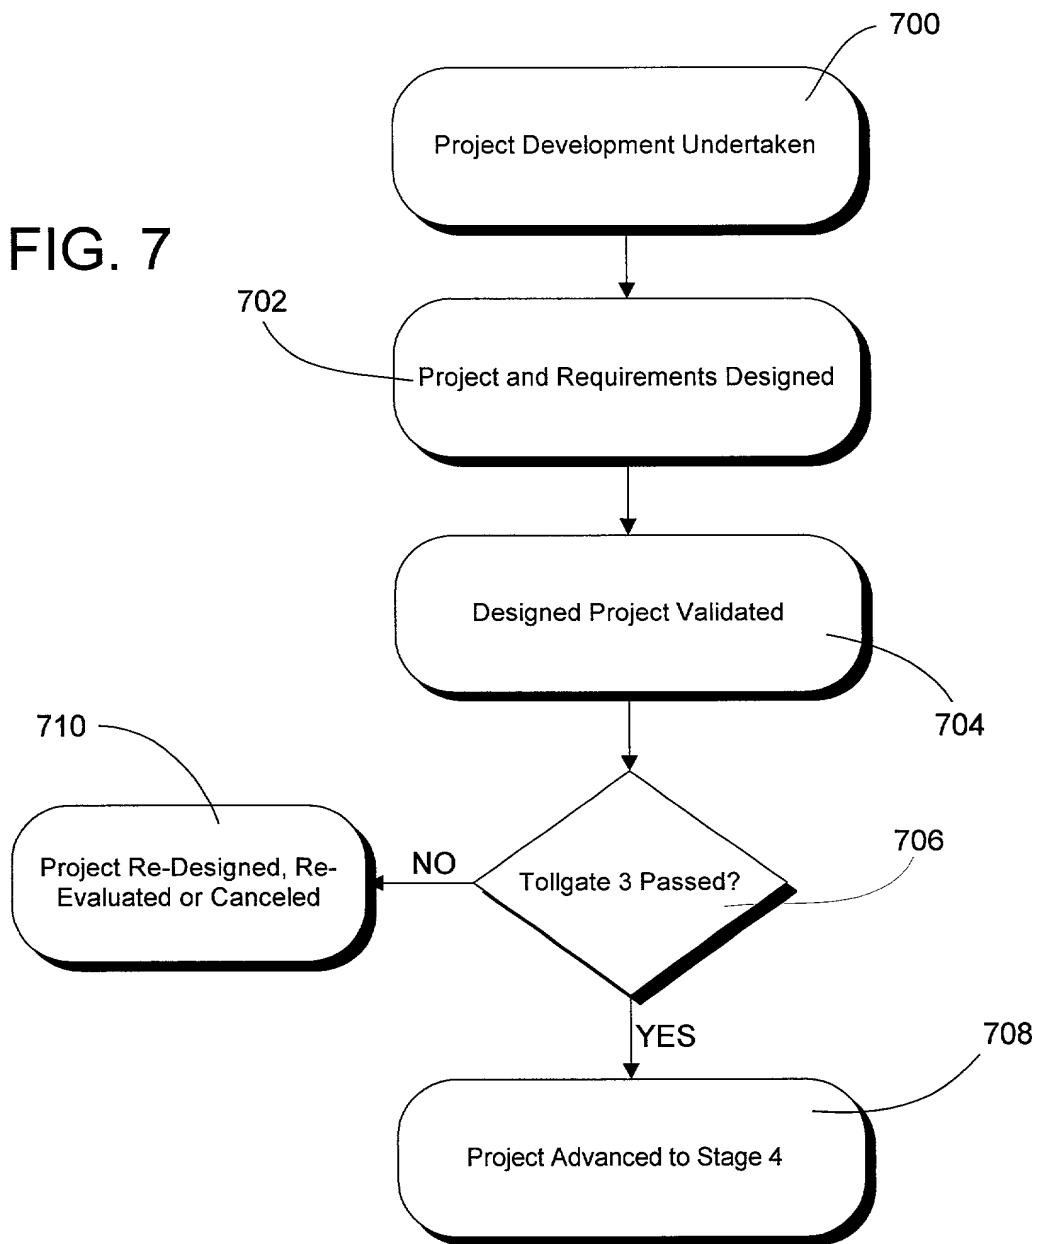 700
Project Development Undertaken
FIG. 7
702
Project and Requirements Designed
Designed Project Validated
704
710
Project Re-Designed, Re-
Evaluated or Canceled
NO
Tollgate 3 Passed?
706
YES
708
Project Advanced to Stage 4